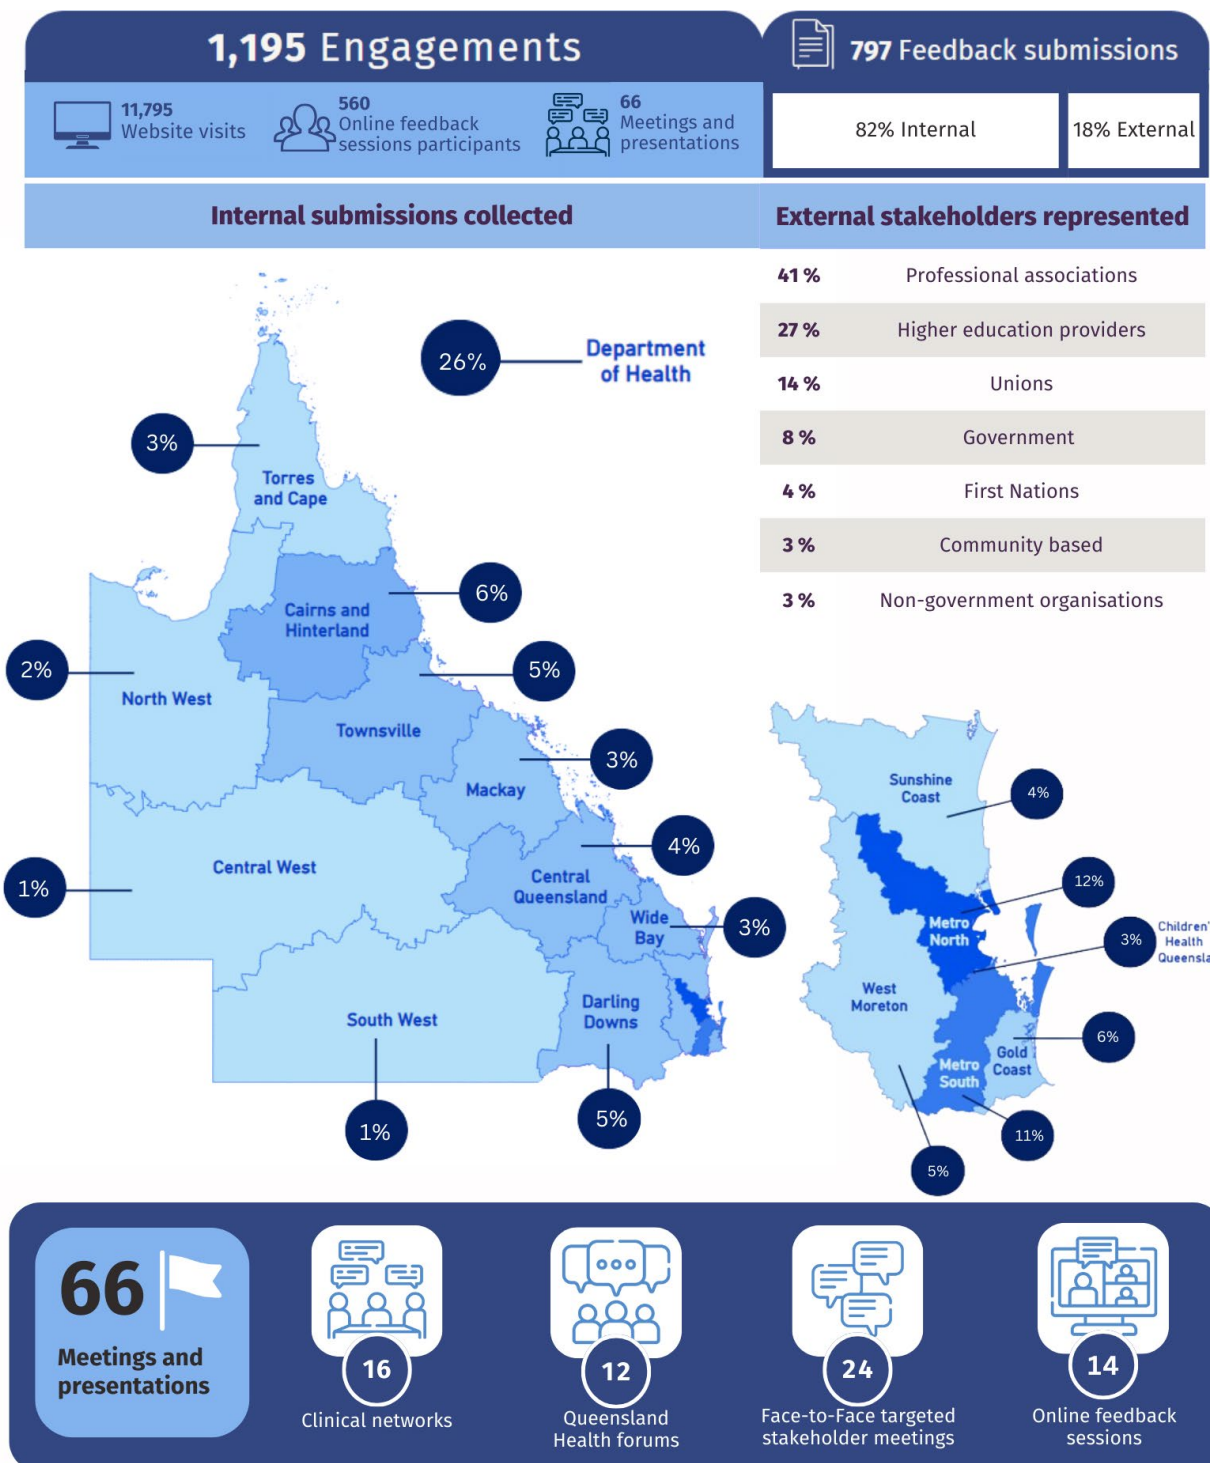 1,195 Engagements
797 Feedback submissions
11,795
Website visits
560
Online feedback
sessions participants
66
Meetings and
presentations
82% Internal
18% External
Internal submissions collected
External stakeholders represented
41 % Professional associations
27 % Higher education providers
14 % Unions
8 % Government
4 % First Nations
3 % Community based
3 % Non-government organisations
26%
Department
of Health
3%
Torres
and Cape
6%
Cairns and
Hinterland
2%
North West
5%
Townsville
3%
Mackay
4%
Central
Queensland
1%
Central West
3%
Wide
Bay
1%
South West
5%
Darling
Downs
Sunshine
Coast
4%
12%
Metro
North
3%
Children'
Health
Queensla
West
Moreton
5%
6%
Gold
Coast
Metro
South
11%
66
Meetings and
presentations
16
Clinical networks
12
Queensland
Health forums
24
Face-to-Face targeted
stakeholder meetings
14
Online feedback
sessions